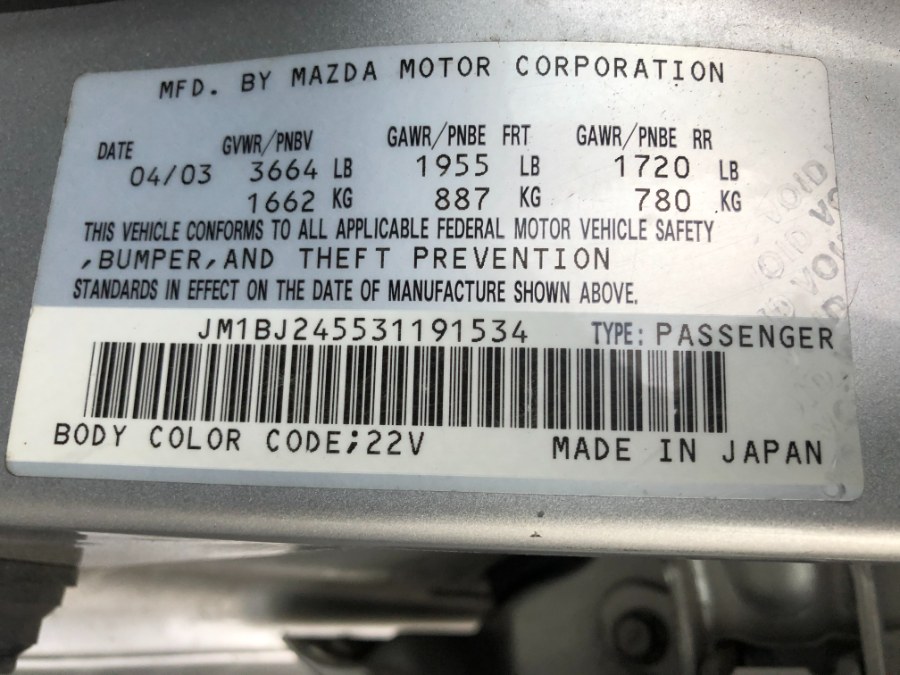 MFD. BY MAZDA MOTOR CORPORATION
DATE GVWR/PNBV GAWR/PNBE FRT GAWR/PNBE RR
04/03 3664 LB 1955 LB 1720 LB
1662 KG 887 KG 780 KG
THIS VEHICLE CONFORMS TO ALL APPLICABLE FEDERAL MOTOR VEHICLE SAFETY
,BUMPER,AND THEFT PREVENTION
STANDARDS IN EFFECT ON THE DATE OF MANUFACTURE SHOWN ABOVE.
JM1BJ245531191534 TYPE: PASSENGER
BODY COLOR CODE;22V MADE IN JAPAN
VOID